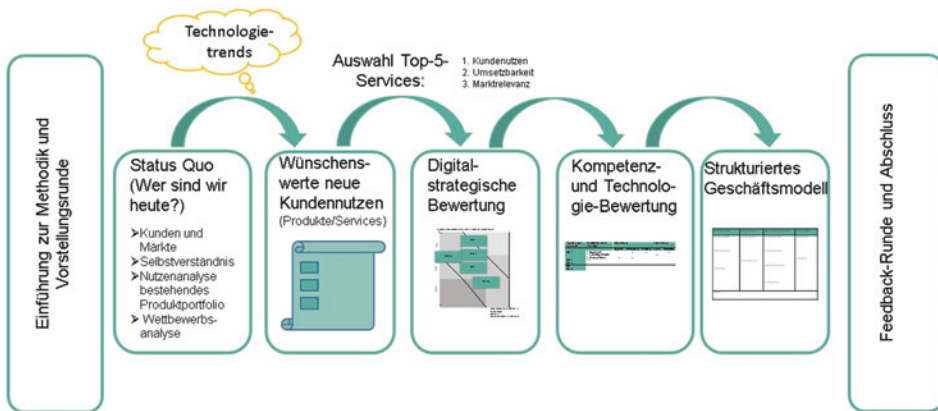 Technologie-
trends
Auswahl Top-5-
Services:
1. Kundenutzen
2. Umsetzbarkeit
3. Marktrelevanz
Einführung zur Methodik und
Vorstellungsrunde
Status Quo
(Wer sind wir
heute?)
➢Kunden und
Märkte
➢Selbstverständnis
➢Nutzenanalyse
bestehendes
Produktportfolio
➢ Wettbewerbs-
analyse
Wünschens-
werte neue
Kundennutzen
(Produkte/Services)
Digital-
strategische
Bewertung
Kompetenz-
und Technolo-
gie-Bewertung
Strukturiertes
Geschäftsmodell
Feedback-Runde und Abschluss